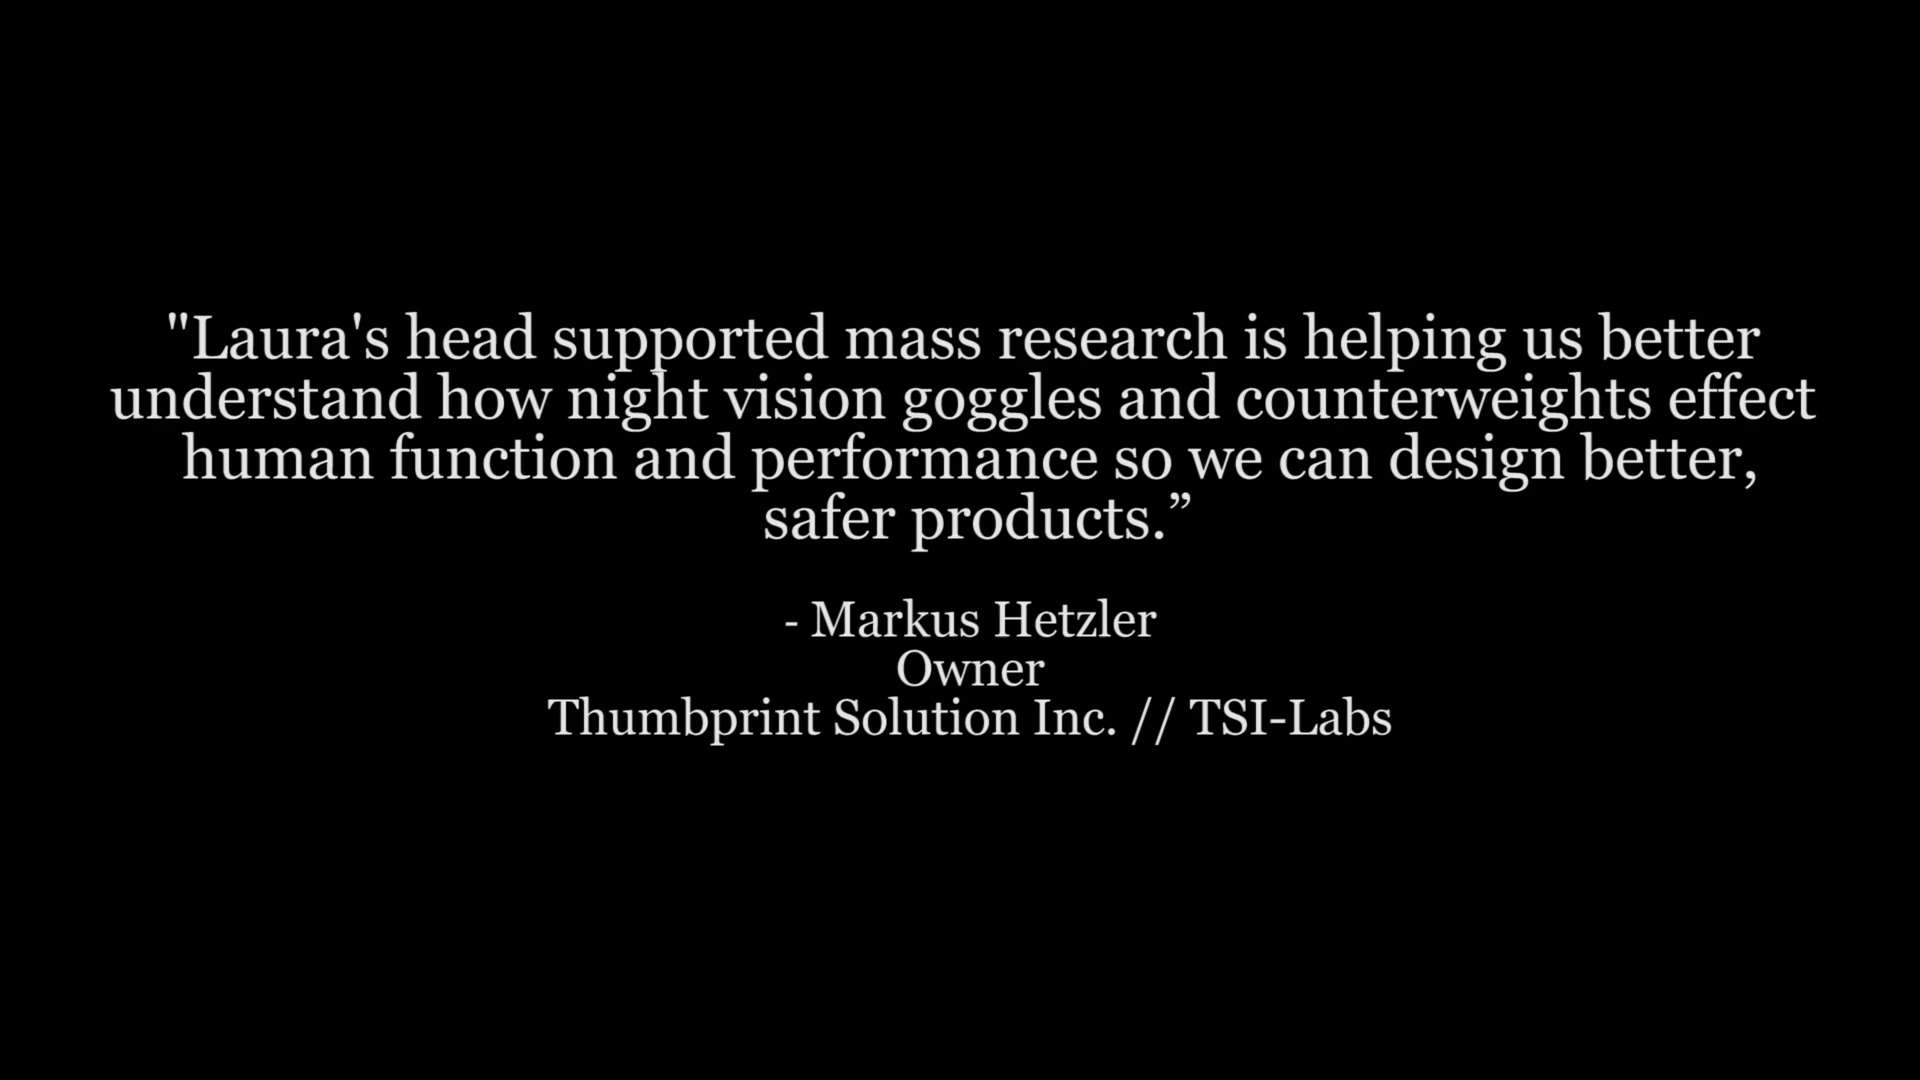 "Laura's head supported mass research is helping us better
understand how night vision goggles and counterweights effect
human function and performance so we can design better,
safer products.”
- Markus Hetzler
Owner
Thumbprint Solution Inc. // TSI-Labs